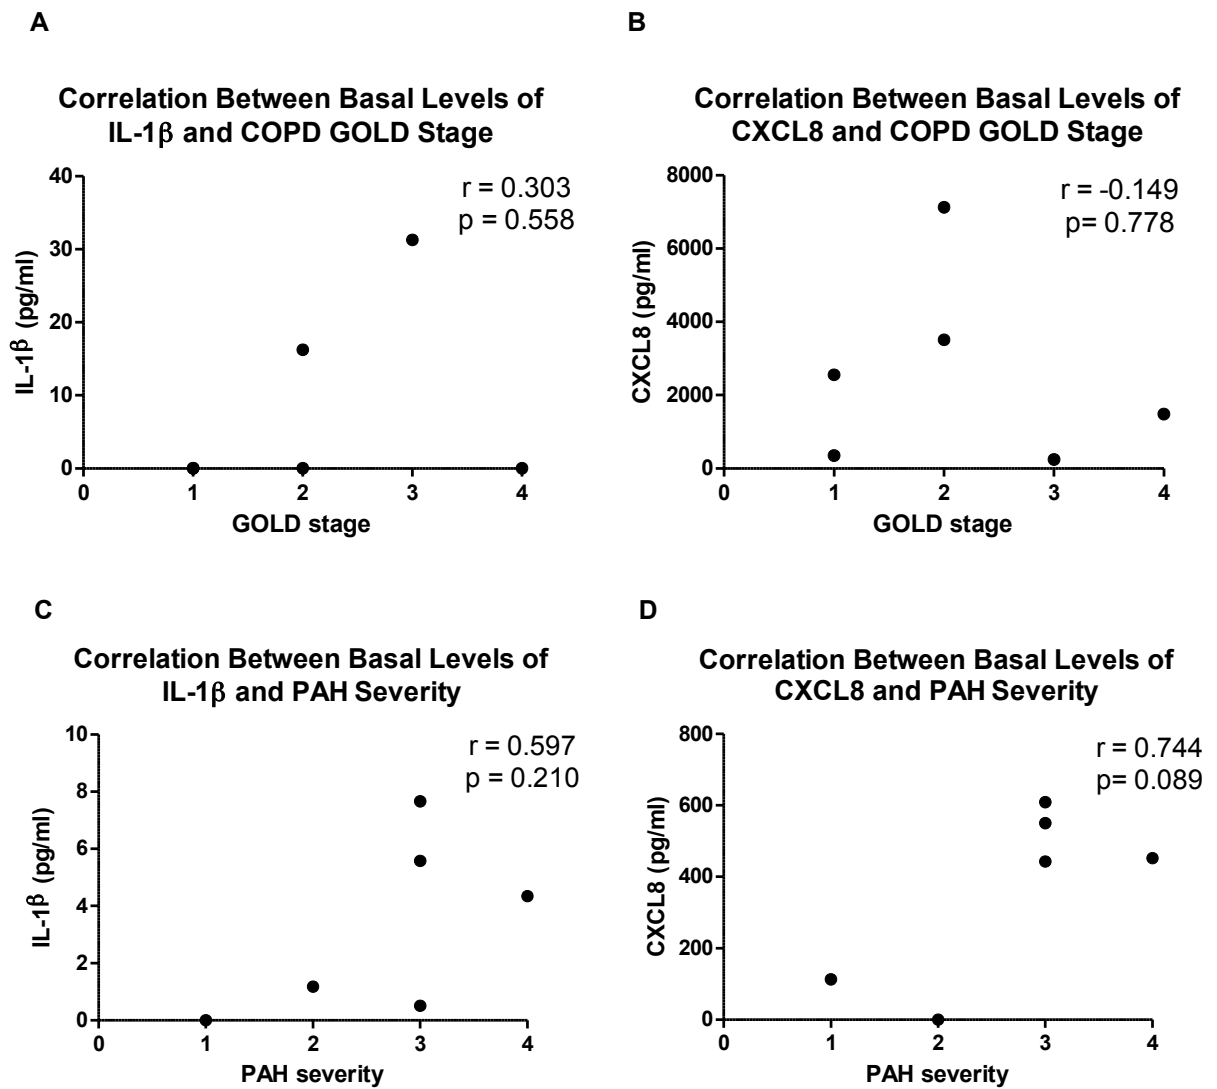 A
Correlation Between Basal Levels of
IL-1β and COPD GOLD Stage
r = 0.303
p = 0.558
40
30
20
10
0
IL-1β (pg/ml)
0 1 2 3 4
GOLD stage
B
Correlation Between Basal Levels of
CXCL8 and COPD GOLD Stage
r = -0.149
p= 0.778
8000
6000
4000
2000
0
CXCL8 (pg/ml)
0 1 2 3 4
GOLD stage
C
Correlation Between Basal Levels of
IL-1β and PAH Severity
r = 0.597
p = 0.210
10
8
6
4
2
0
IL-1β (pg/ml)
0 1 2 3 4
PAH severity
D
Correlation Between Basal Levels of
CXCL8 and PAH Severity
r = 0.744
p= 0.089
800
600
400
200
0
CXCL8 (pg/ml)
0 1 2 3 4
PAH severity